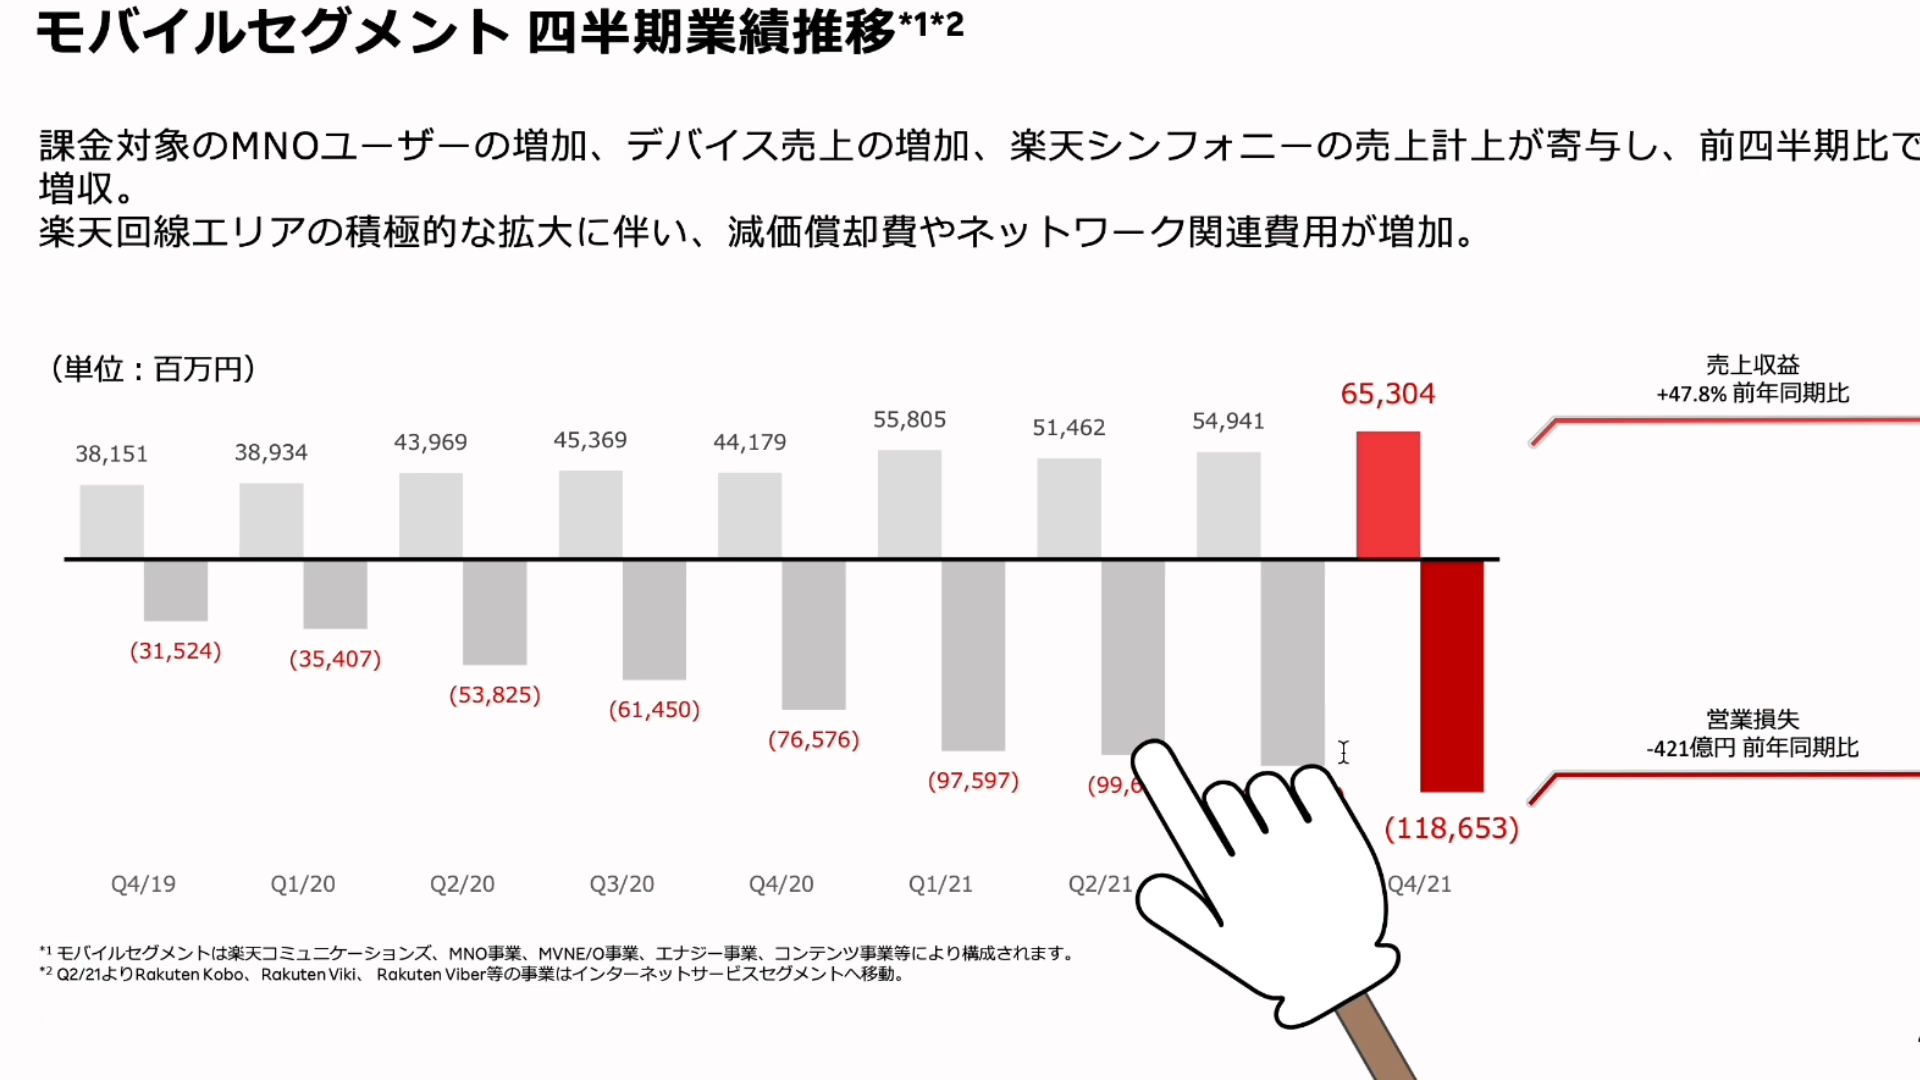 モバイルセグメント 四半期業績推移*1*2
課金対象のMNOユーザーの増加、デバイス売上の増加、楽天シンフォニーの売上計上が寄与し、前四半期比で
増収。
楽天回線エリアの積極的な拡大に伴い、減価償却費やネットワーク関連費用が増加。
（単位：百万円）
売上収益
+47.8% 前年同期比
38,151 38,934 43,969 45,369 44,179 55,805 51,462 54,941 65,304
(31,524) (35,407) (53,825) (61,450) (76,576) (97,597) (99,6 (118,653)
営業損失
-421億円 前年同期比
Q4/19 Q1/20 Q2/20 Q3/20 Q4/20 Q1/21 Q2/21 Q4/21
*1 モバイルセグメントは楽天コミュニケーションズ、MNO事業、MVNE/O事業、エナジー事業、コンテンツ事業等により構成されます。
*2 Q2/21よりRakuten Kobo、Rakuten Viki、 Rakuten Viber等の事業はインターネットサービスセグメントへ移動。